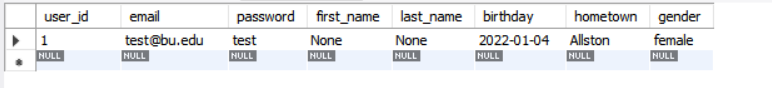 user_id email password first_name last_name birthday hometown gender
1 test@bu.edu test None None 2022-01-04 Allston female
NULL NULL NULL NULL NULL NULL NULL NULL